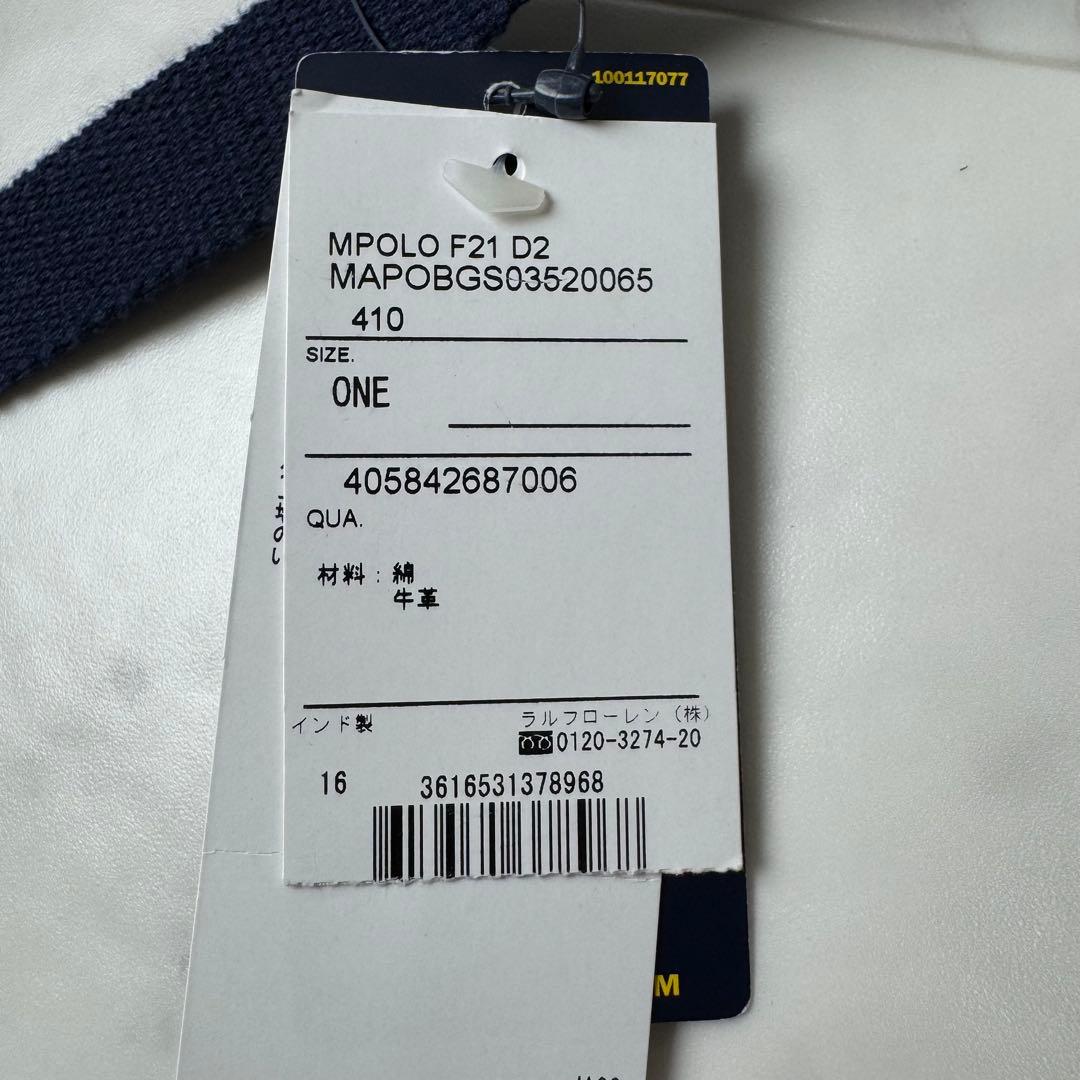 100117077
MPOLO F21 D2
MAPOBGS03520065
410
SIZE.
ONE
405842687006
QUA.
材料：綿
牛革
インド製
ラルフローレン（株）
0120-3274-20
16
3616531378968
M